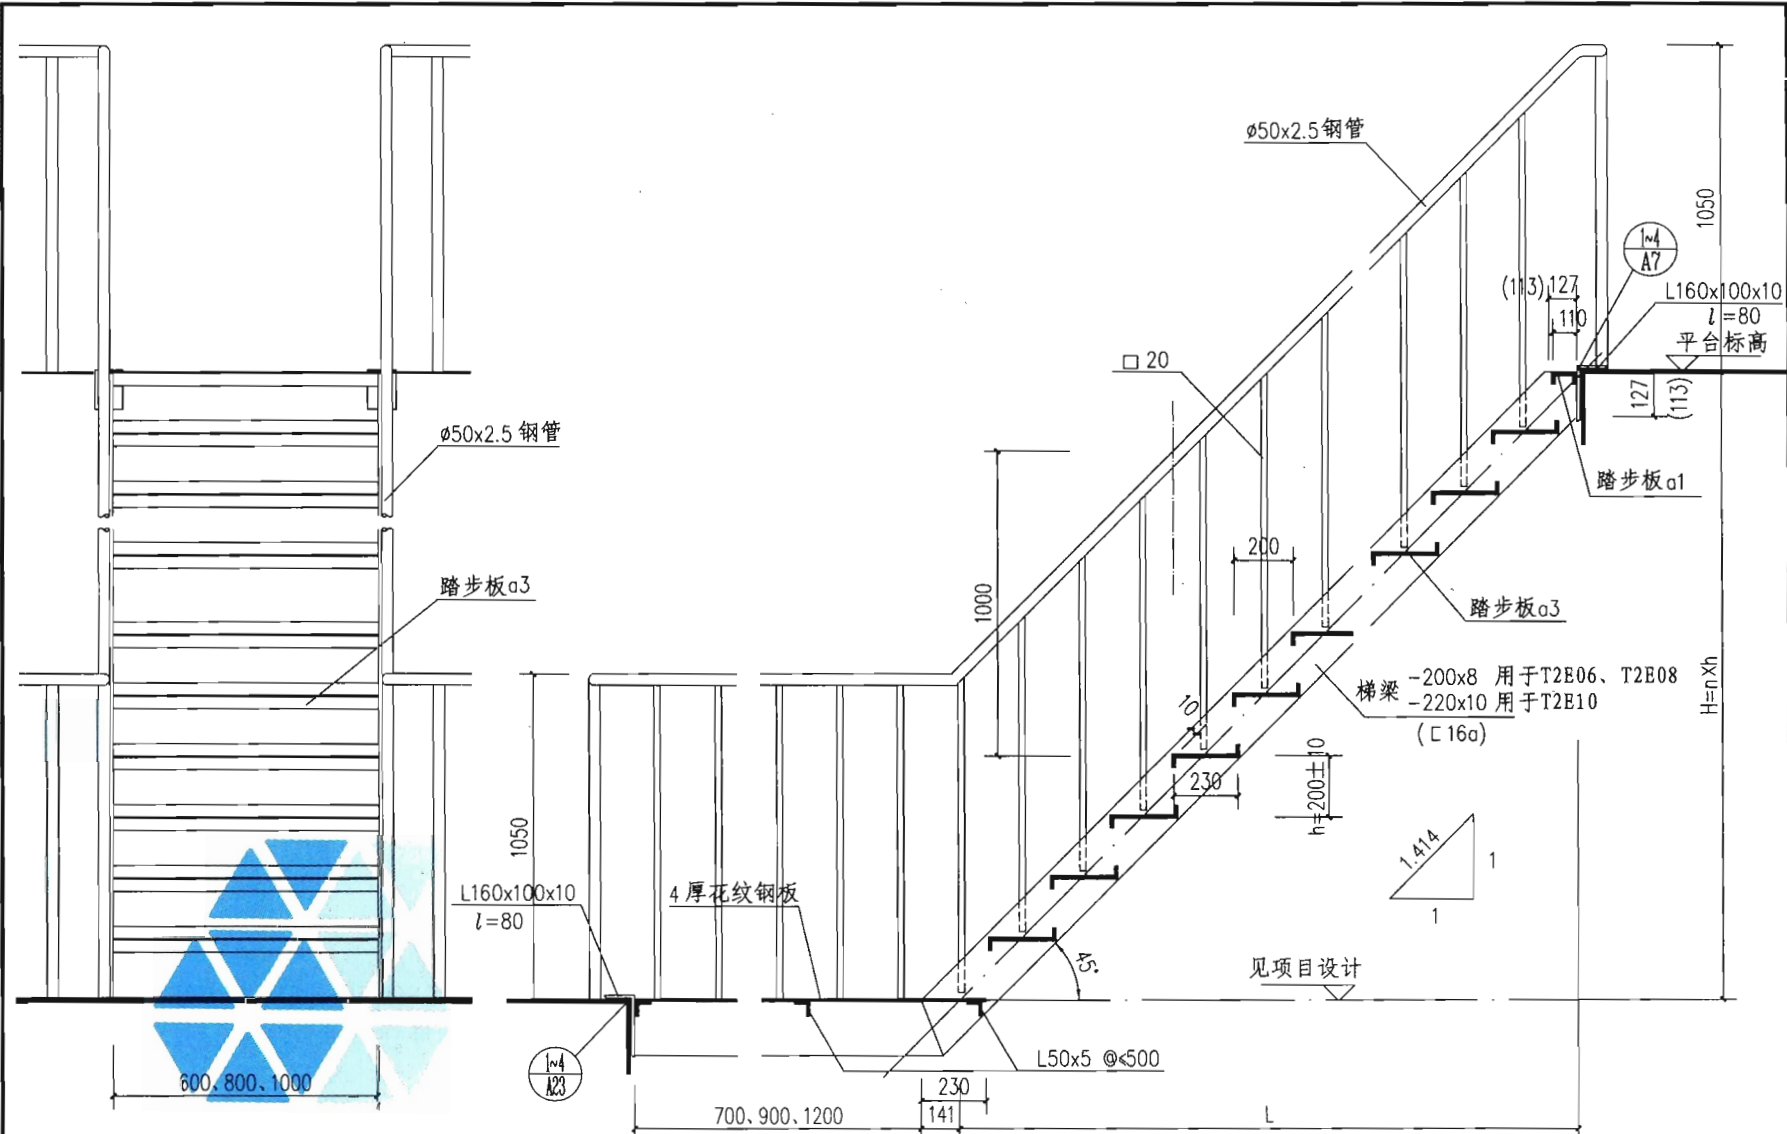 ø50x2.5钢管
1050
1~4
A7
(113)
127
L160x100x10
110
l=80
平台标高
□20
127
(113)
ø50x2.5 钢管
踏步板a1
200
踏步板a3
1000
踏步板a3
梯梁
-200x8 用于T2E06、T2E08
-220x10 用于T2E10
(⊏16a)
H=nxh
10
230
h=200±10
1050
1.414
1
1
L160x100x10
l=80
4厚花纹钢板
45°
见项目设计
1~4
A23
L50x5 @≤500
600、800、1000
230
700、900、1200
141
L